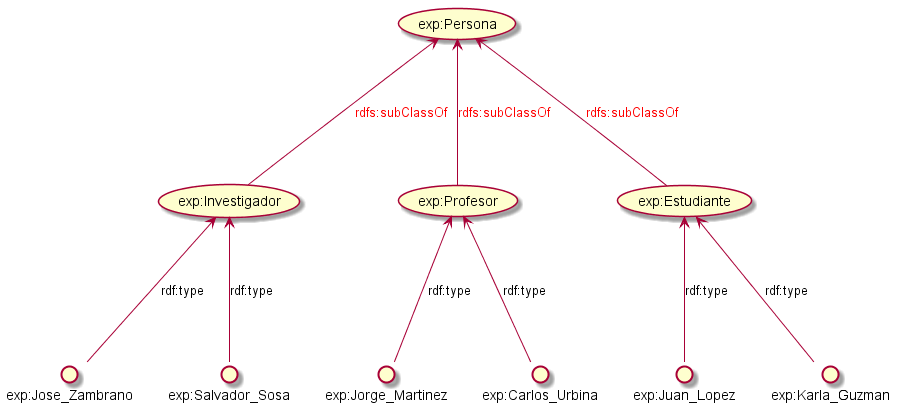 exp:Persona
rdfs:subClassOf rdfs:subClassOf rdfs:subClassOf
exp:Investigador exp:Profesor exp:Estudiante
rdf:type rdf:type rdf:type rdf:type rdf:type rdf:type
exp:Jose_Zambrano exp:Salvador_Sosa exp:Jorge_Martinez exp:Carlos_Urbina exp:Juan_Lopez exp:Karla_Guzman